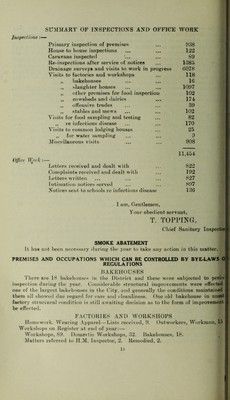 SUMMARY OF INSPECTIONS AND OFFICE WORK
Inspections :—
Primary inspection of premises ... 936
House to house inspections ... 122
Caravans inspected ... 83
Re-inspections after service of notices ... 1385
Drainage surveys and visits to work in progress 6028
Visits to factories and workshops ... 118
„ bakehouses ... 16
„ slaughter houses ... 1097
„ other premises for food inspection 102
„ cowsheds and dairies ... 174
„ offensive trades ... 39
„ stables and mews ... 102
Visits for food sampling and testing ... 82
„ re infectious disease ... 170
Visits to common lodging houses ... 25
„ for water sampling ... 9
Miscellaneous visits ... 908
11,454
Office Work :—
Letters received and dealt with ... 822
Complaints received and dealt with ... 192
Letters written ... 827
Intimation notices served ... 897
Notices sent to schools re infectious disease 136
I am, Gentlemen,
Your obedient servant,
T. TOPPING,
Chief Sanitary Inspector
SMOKE ABATEMENT
It has not been necessary during the year to take any action in this matter.
PREMISES AND OCCUPATIONS WHICH CAN BE CONTROLLED BY BYE-LAWS O
REGULATIONS
BAKEHOUSES
There are 18 bakehouses in the District and these were subjected to
inspection during the year. Considerable structural improvements were effected
one of the largest bakehouses in the City, and generally the conditions maintained
them all showed due regard for care and cleanliness. One old bakehouse in
factory structural condition is still awaiting decision as to the form of improvements
be effected.
FACTORIES AND WORKSHOPS
Homework Wearing Apparel—Lists received, 9. Outworkers, Workmen,
Workshops on Register at end of year:—
Workshops, 89. Domestic Workshops, 32. Bakehouses, 18.
Matters referred to H.M. Inspector, 2. Remedied, 2.